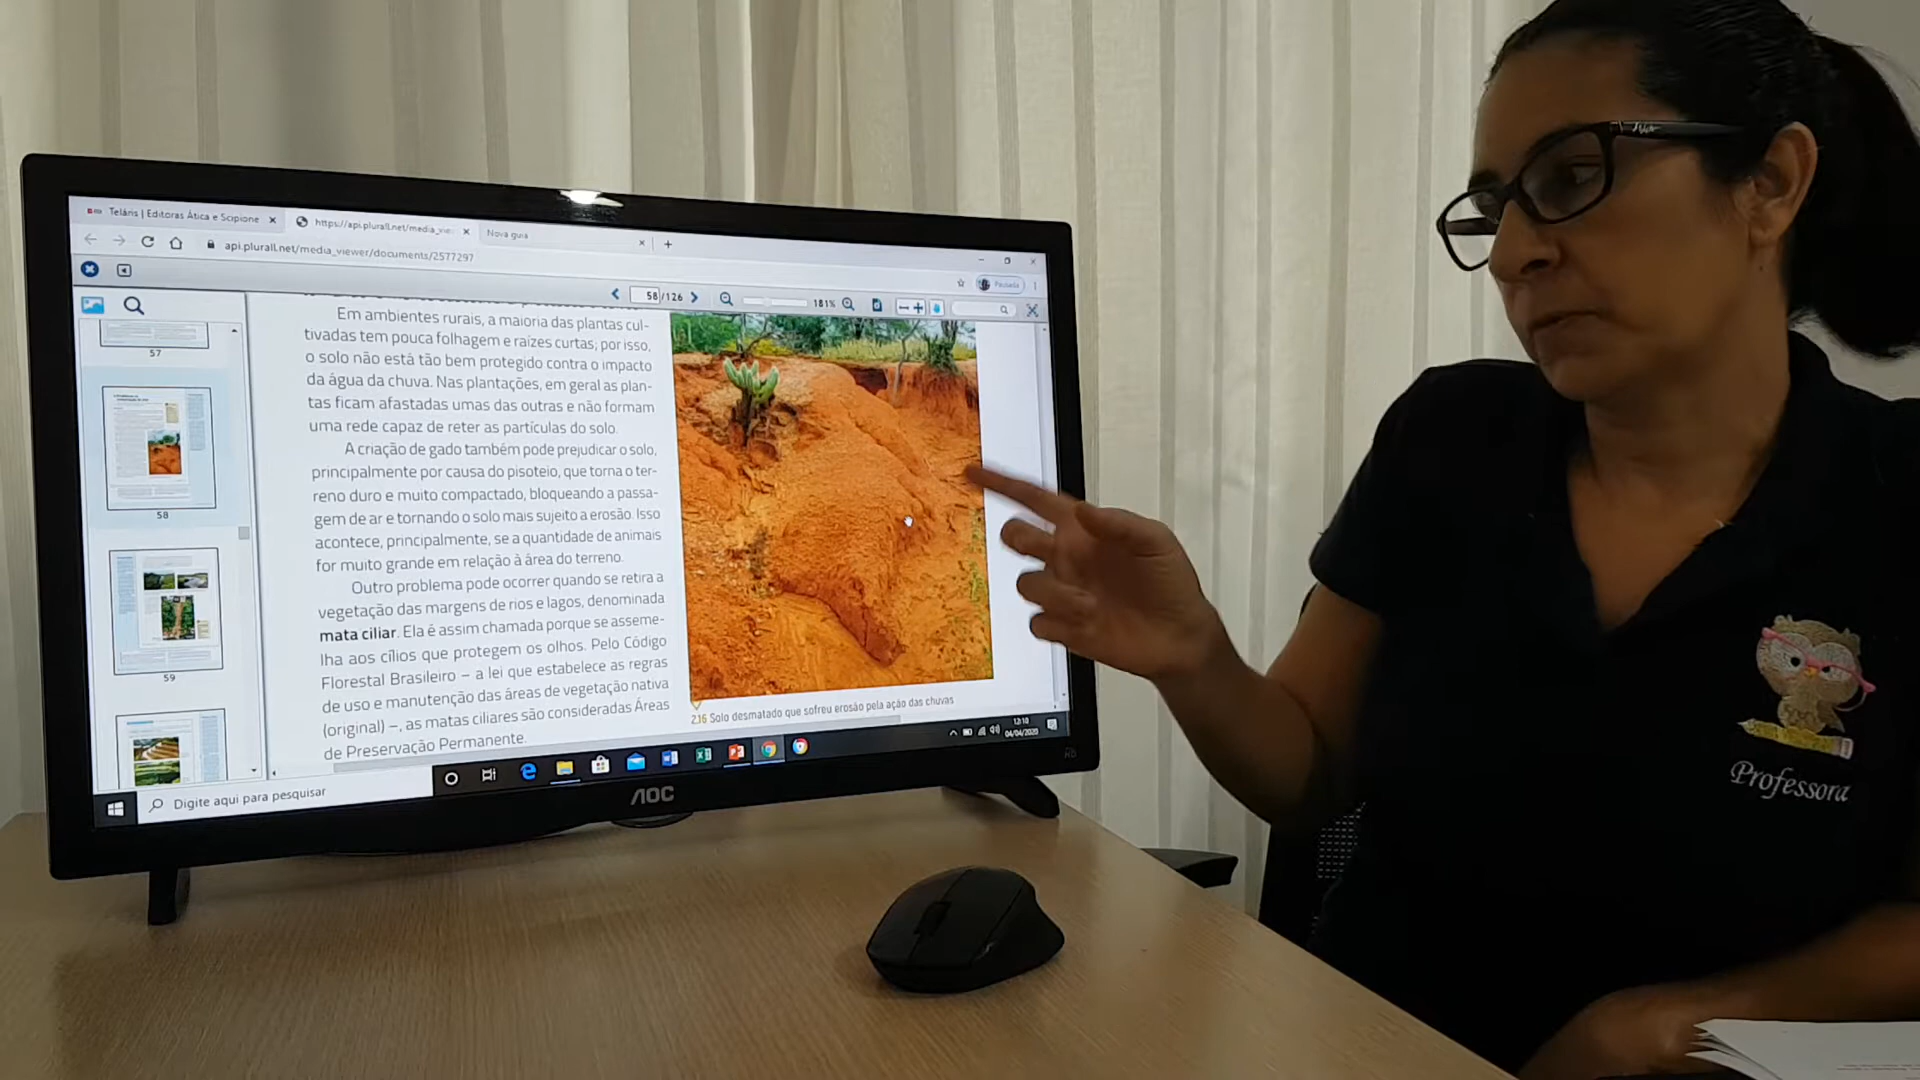 Teláris | Editoras Ática e Scipione
https://api.plurall.net/media_vie
Nova guia
api.plurall.net/media_viewer/documents/2577297
Pausada
58 /126
181%
57
58
59
Em ambientes rurais, a maioria das plantas cul-
tivadas tem pouca folhagem e raízes curtas; por isso,
o solo não está tão bem protegido contra o impacto
da água da chuva. Nas plantações, em geral as plan-
tas ficam afastadas umas das outras e não formam
uma rede capaz de reter as partículas do solo.
A criação de gado também pode prejudicar o solo,
principalmente por causa do pisoteio, que torna o ter-
reno duro e muito compactado, bloqueando a passa-
gem de ar e tornando o solo mais sujeito a erosão. Isso
acontece, principalmente, se a quantidade de animais
for muito grande em relação à área do terreno.
Outro problema pode ocorrer quando se retira a
vegetação das margens de rios e lagos, denominada
mata ciliar. Ela é assim chamada porque se asseme-
lha aos cílios que protegem os olhos. Pelo Código
Florestal Brasileiro – a lei que estabelece as regras
de uso e manutenção das áreas de vegetação nativa
(original) –, as matas ciliares são consideradas Áreas
de Preservação Permanente.
2.16 Solo desmatado que sofreu erosão pela ação das chuvas
Digite aqui para pesquisar
12:10
04/04/2020
AOC
Professora